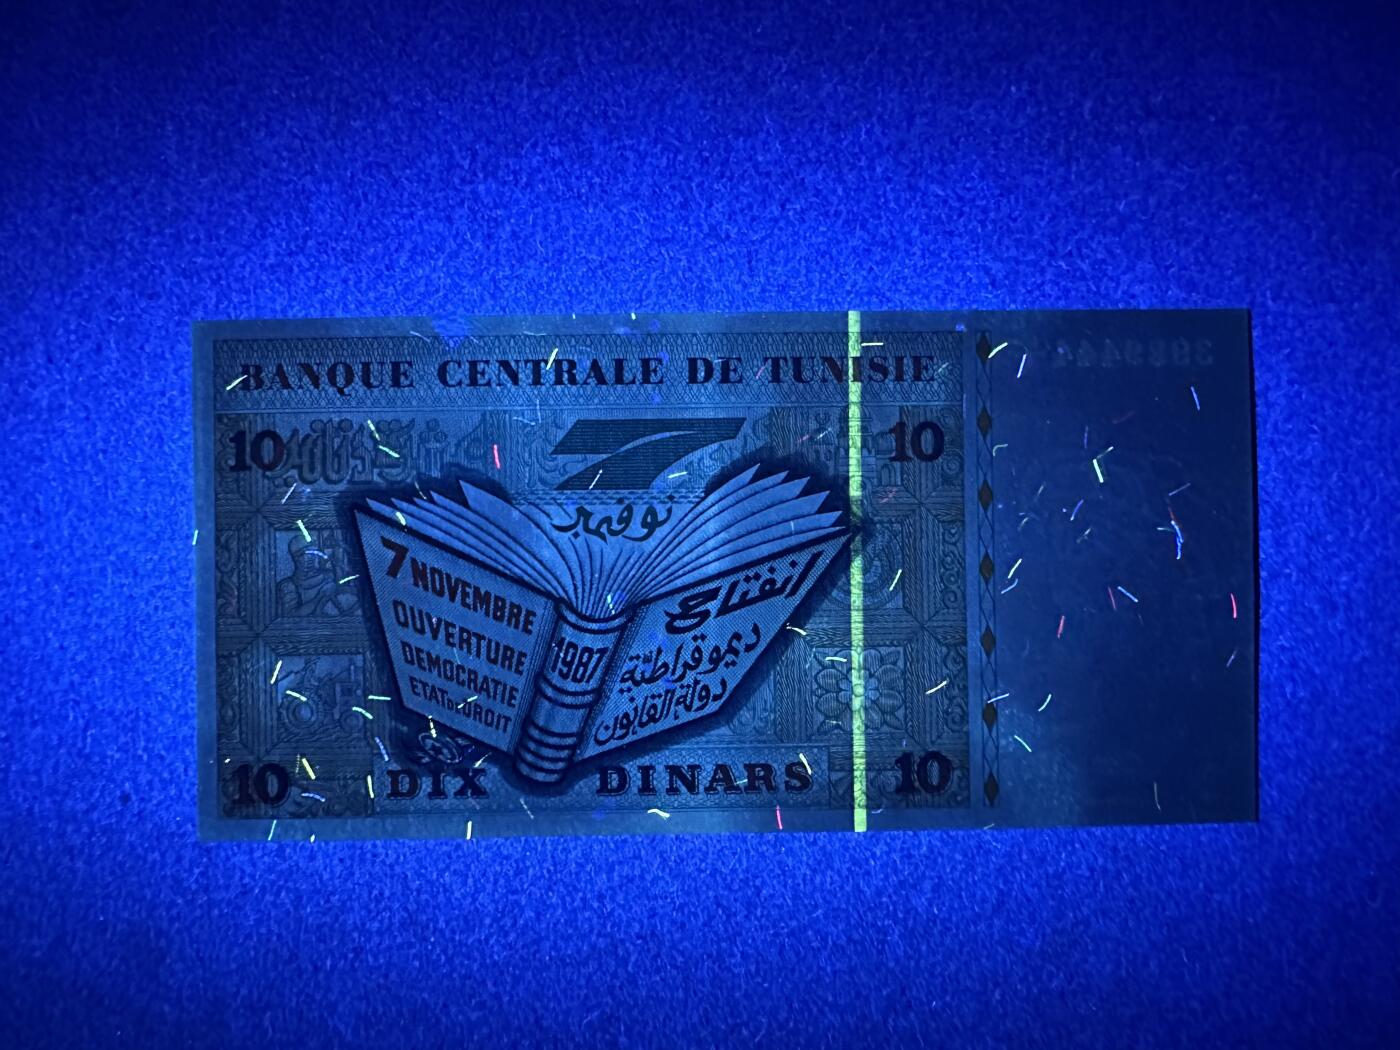 BANQUE CENTRALE DE TUNISIE
10
10
7
نوفمبر
7 NOVEMBRE
OUVERTURE
DEMOCRATIE
ETAT DE DROIT
1987
انفتاح
ديموقراطية
دولة القانون
10
DIX DINARS
10